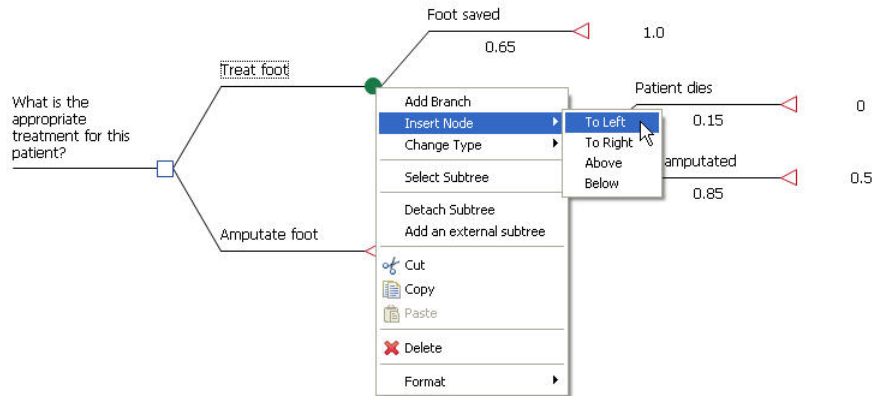 Foot saved
0.65
1.0
Treat foot
What is the
appropriate
treatment for this
patient?
Patient dies
0.15
0
amputated
0.85
0.5
Amputate foot
Add Branch
Insert Node
Change Type
Select Subtree
Detach Subtree
Add an external subtree
Cut
Copy
Paste
Delete
Format
To Left
To Right
Above
Below